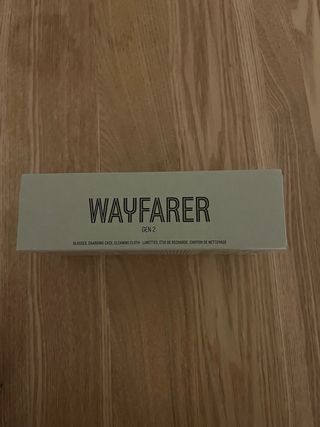 WAYFARER
GEN 2
GLASSES, CHARGING CASE, CLEANING CLOTH · LUNETTES, ÉTUI DE RECHARGE, CHIFFON DE NETTOYAGE